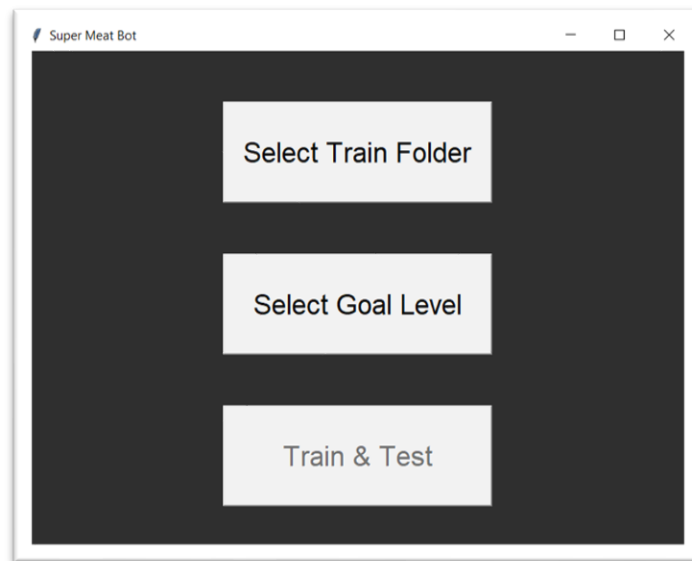 Super Meat Bot
Select Train Folder
Select Goal Level
Train & Test